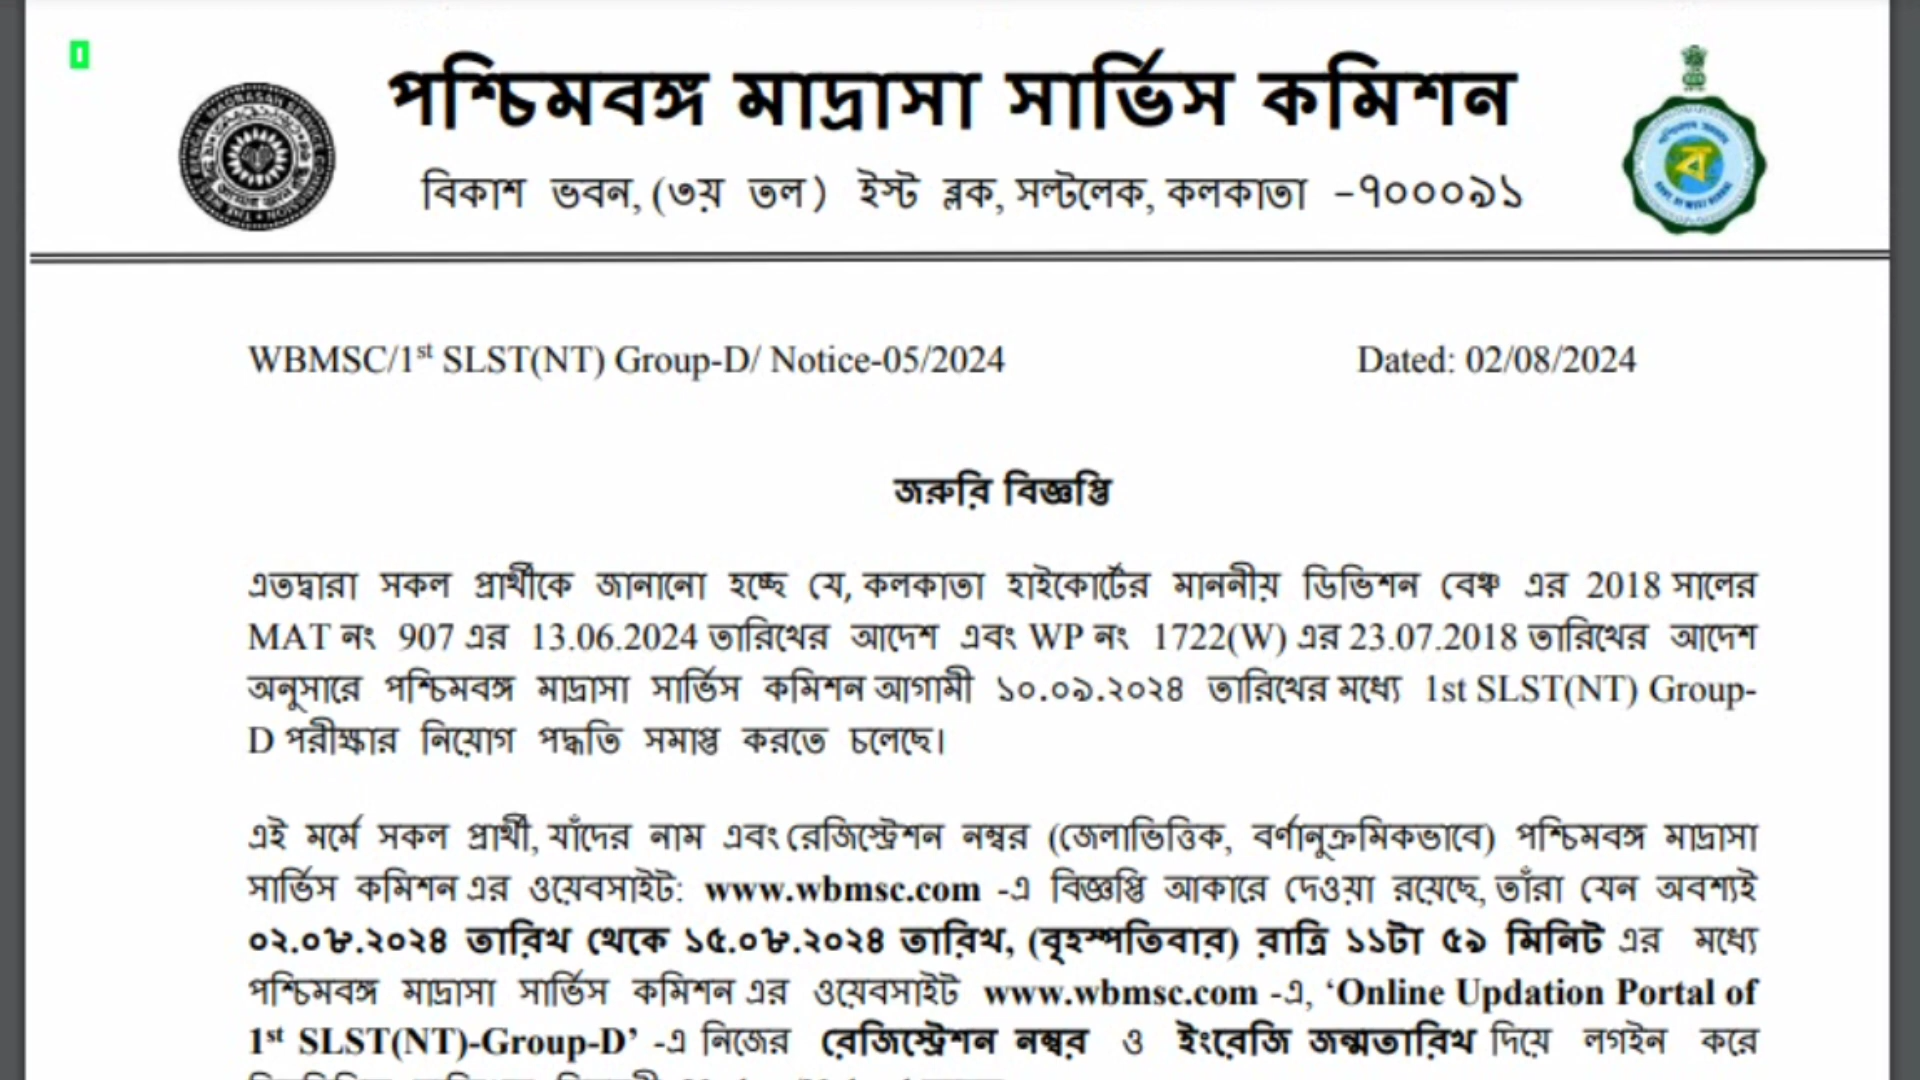 পশ্চিমবঙ্গ মাদ্রাসা সার্ভিস কমিশন
বিকাশ ভবন, (৩য় তল) ইস্ট ব্লক, সল্টলেক, কলকাতা -৭০০০৯১
WBMSC/1st SLST(NT) Group-D/ Notice-05/2024 Dated: 02/08/2024
জরুরি বিজ্ঞপ্তি
এতদ্বারা সকল প্রার্থীকে জানানো হচ্ছে যে, কলকাতা হাইকোর্টের মাননীয় ডিভিশন বেঞ্চ এর 2018 সালের
MAT নং 907 এর 13.06.2024 তারিখের আদেশ এবং WP নং 1722(W) এর 23.07.2018 তারিখের আদেশ
অনুসারে পশ্চিমবঙ্গ মাদ্রাসা সার্ভিস কমিশন আগামী ১০.০৯.২০২৪ তারিখের মধ্যে 1st SLST(NT) Group-
D পরীক্ষার নিয়োগ পদ্ধতি সমাপ্ত করতে চলেছে।
এই মর্মে সকল প্রার্থী, যাঁদের নাম এবং রেজিস্ট্রেশন নম্বর (জেলাভিত্তিক, বর্ণানুক্রমিকভাবে) পশ্চিমবঙ্গ মাদ্রাসা
সার্ভিস কমিশন এর ওয়েবসাইট: www.wbmsc.com -এ বিজ্ঞপ্তি আকারে দেওয়া রয়েছে, তাঁরা যেন অবশ্যই
০২.০৮.২০২৪ তারিখ থেকে ১৫.০৮.২০২৪ তারিখ, (বৃহস্পতিবার) রাত্রি ১১টা ৫৯ মিনিট এর মধ্যে
পশ্চিমবঙ্গ মাদ্রাসা সার্ভিস কমিশন এর ওয়েবসাইট www.wbmsc.com -এ, ‘Online Updation Portal of
1st SLST(NT)-Group-D’ -এ নিজের রেজিস্ট্রেশন নম্বর ও ইংরেজি জন্মতারিখ দিয়ে লগইন করে